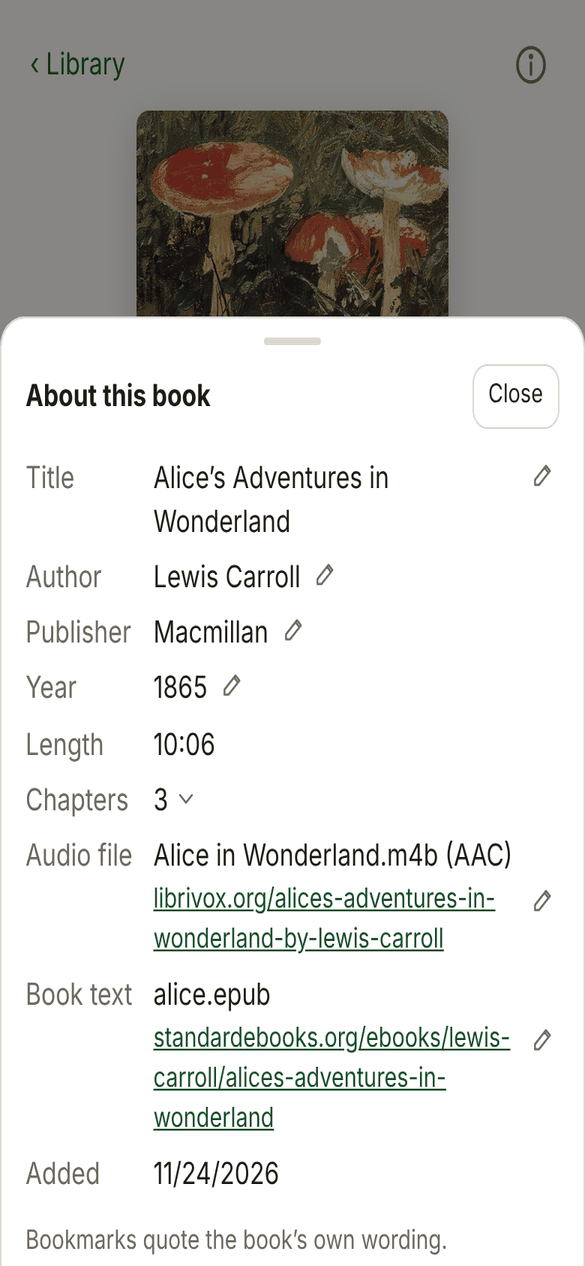 ‹ Library
About this book
Close
Title
Alice’s Adventures in
Wonderland
Author
Lewis Carroll
Publisher
Macmillan
Year
1865
Length
10:06
Chapters
3
Audio file
Alice in Wonderland.m4b (AAC)
librivox.org/alices-adventures-in-
wonderland-by-lewis-carroll
Book text
alice.epub
standardebooks.org/ebooks/lewis-
carroll/alices-adventures-in-
wonderland
Added
11/24/2026
Bookmarks quote the book’s own wording.